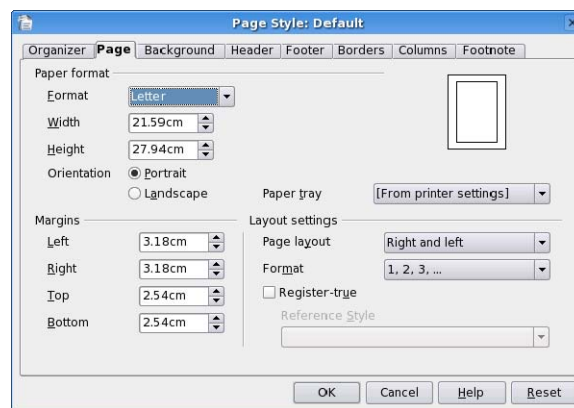 Page Style: Default
Organizer Page Background Header Footer Borders Columns Footnote
Paper format
Format Letter
Width 21.59cm
Height 27.94cm
Orientation Portrait
Landscape Paper tray [From printer settings]
Margins Layout settings
Left 3.18cm Page layout Right and left
Right 3.18cm Format 1, 2, 3, ...
Top 2.54cm Register-true
Bottom 2.54cm Reference Style
OK Cancel Help Reset